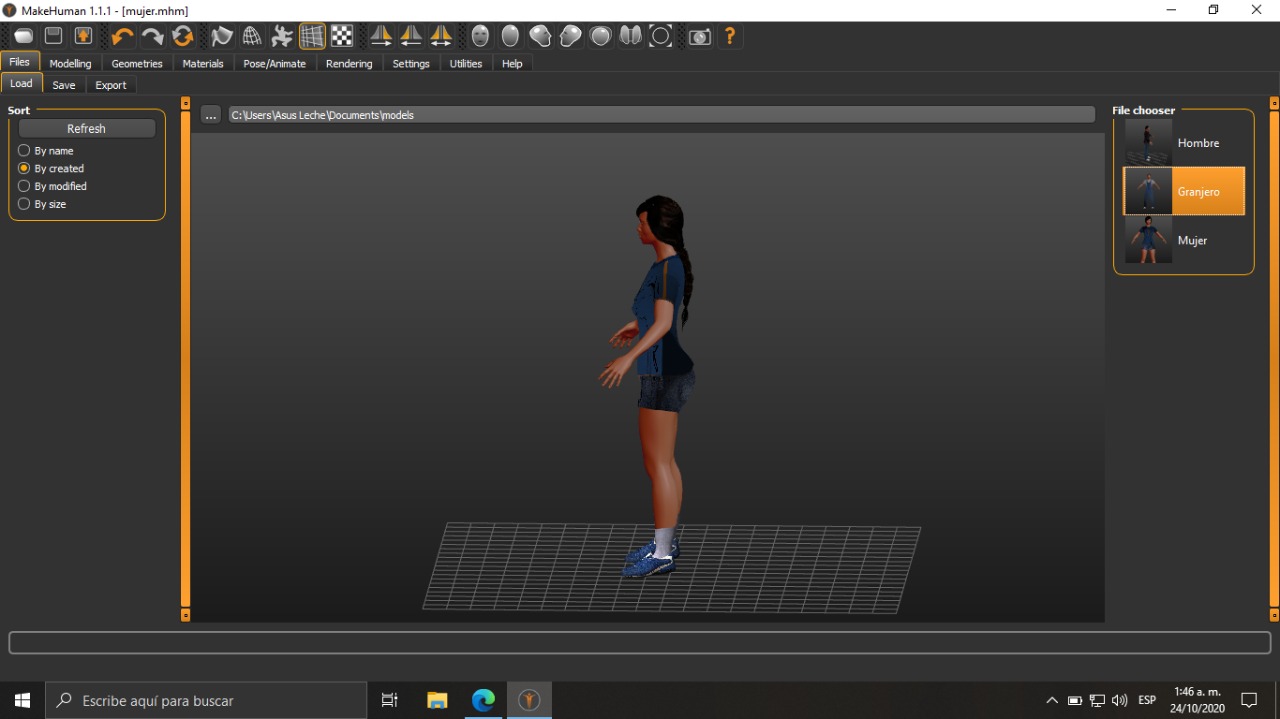 MakeHuman 1.1.1 - [mujer.mhm]
Files Modelling Geometries Materials Pose/Animate Rendering Settings Utilities Help
Load Save Export
Sort
Refresh
By name
By created
By modified
By size
... C:\Users\Asus Leche\Documents\models
File chooser
Hombre
Granjero
Mujer
Escribe aquí para buscar
ESP
1:46 a. m.
24/10/2020